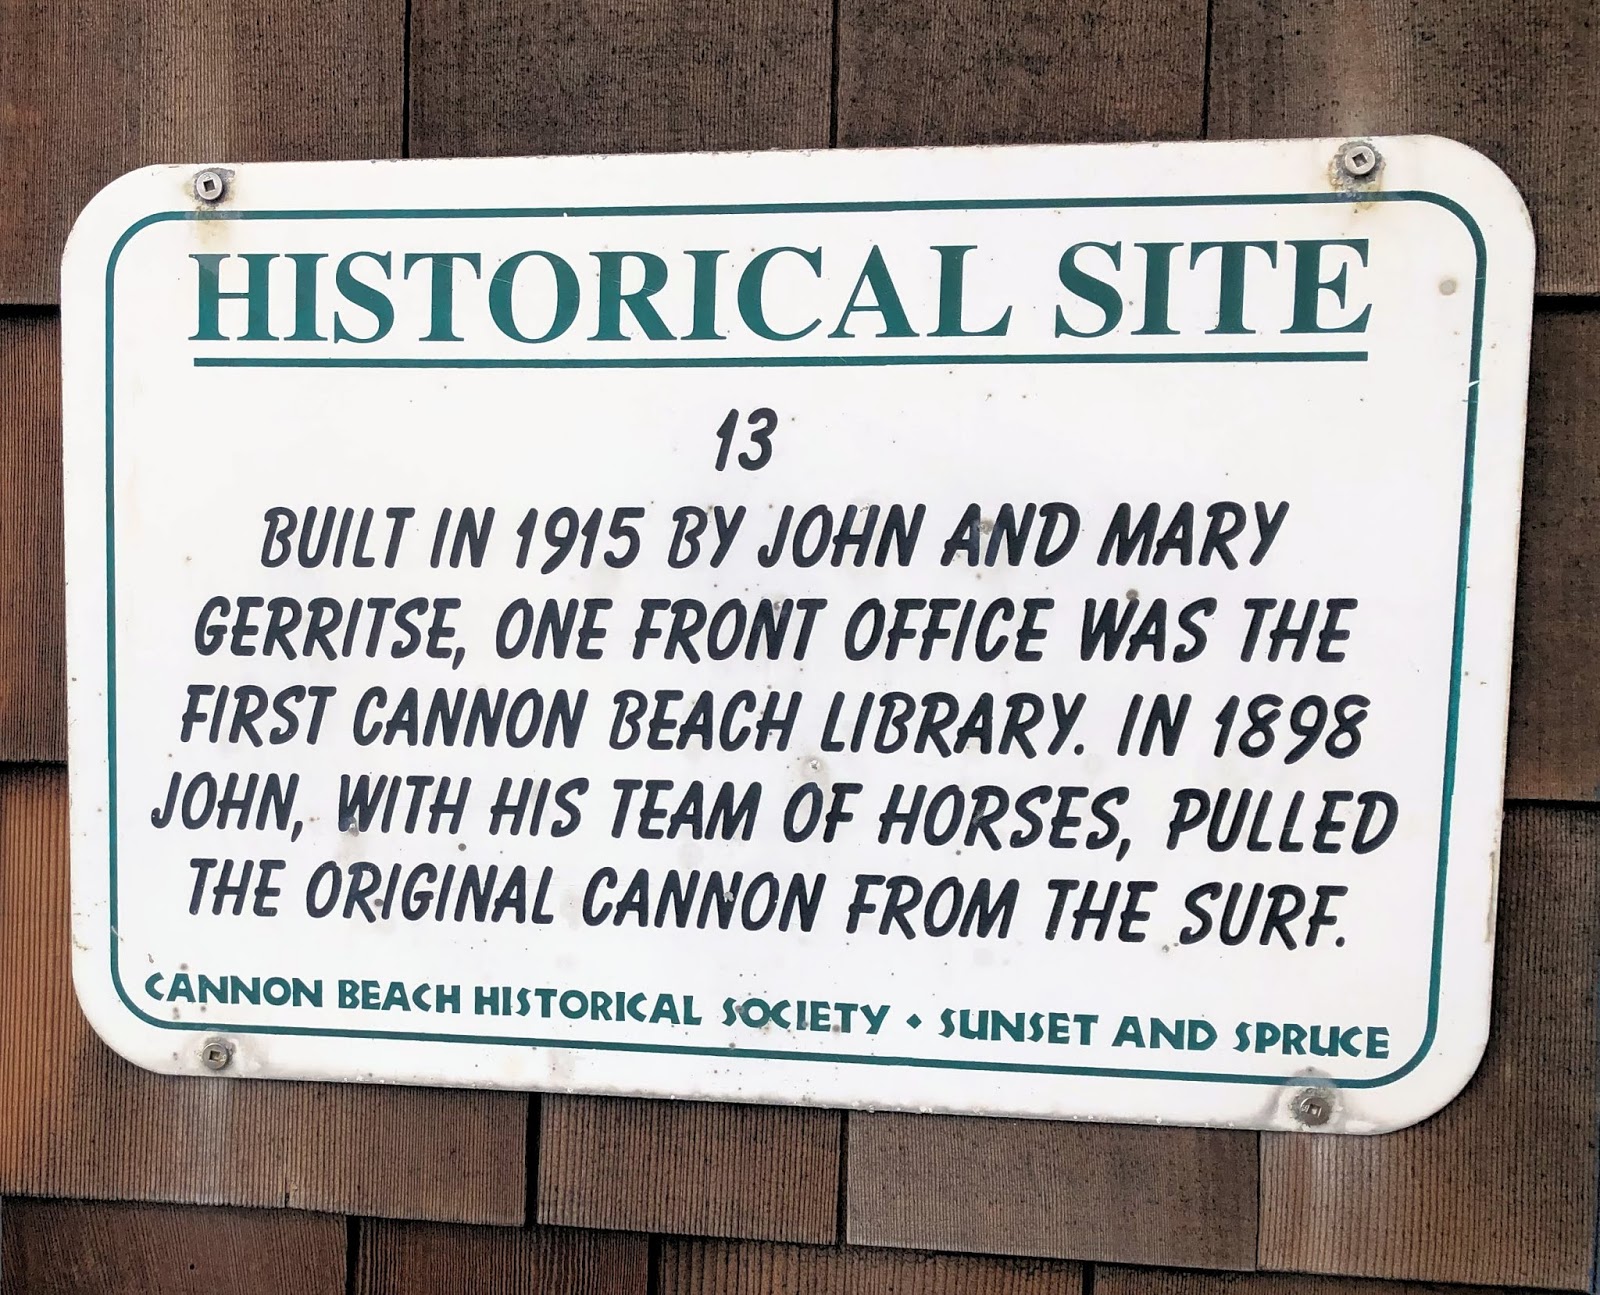 HISTORICAL SITE
13
BUILT IN 1915 BY JOHN AND MARY
GERRITSE, ONE FRONT OFFICE WAS THE
FIRST CANNON BEACH LIBRARY. IN 1898
JOHN, WITH HIS TEAM OF HORSES, PULLED
THE ORIGINAL CANNON FROM THE SURF.
CANNON BEACH HISTORICAL SOCIETY • SUNSET AND SPRUCE